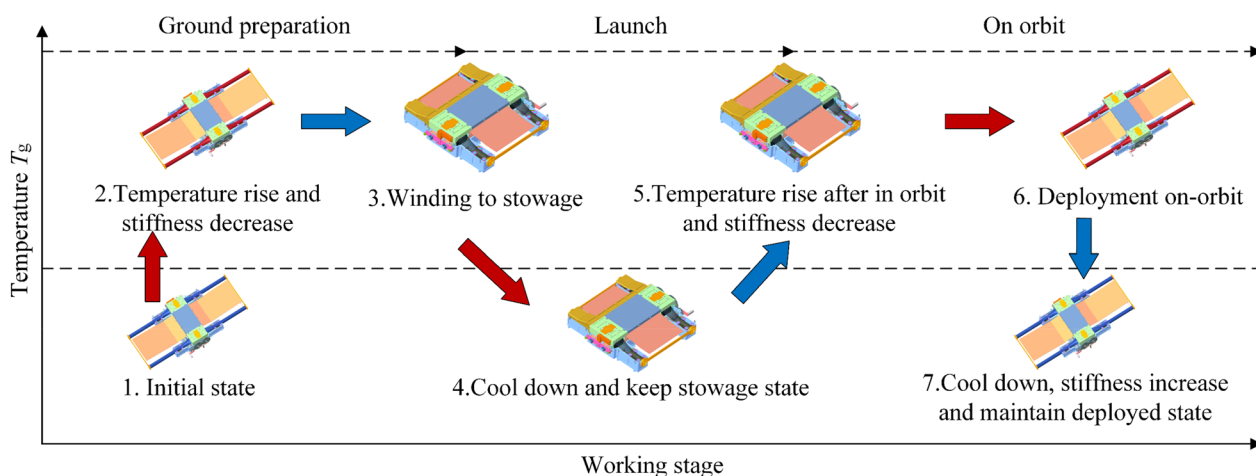 Ground preparation
Launch
On orbit
Temperature Tg
2.Temperature rise and
stiffness decrease
3.Winding to stowage
5.Temperature rise after in orbit
and stiffness decrease
6. Deployment on-orbit
1. Initial state
4.Cool down and keep stowage state
7.Cool down, stiffness increase
and maintain deployed state
Working stage